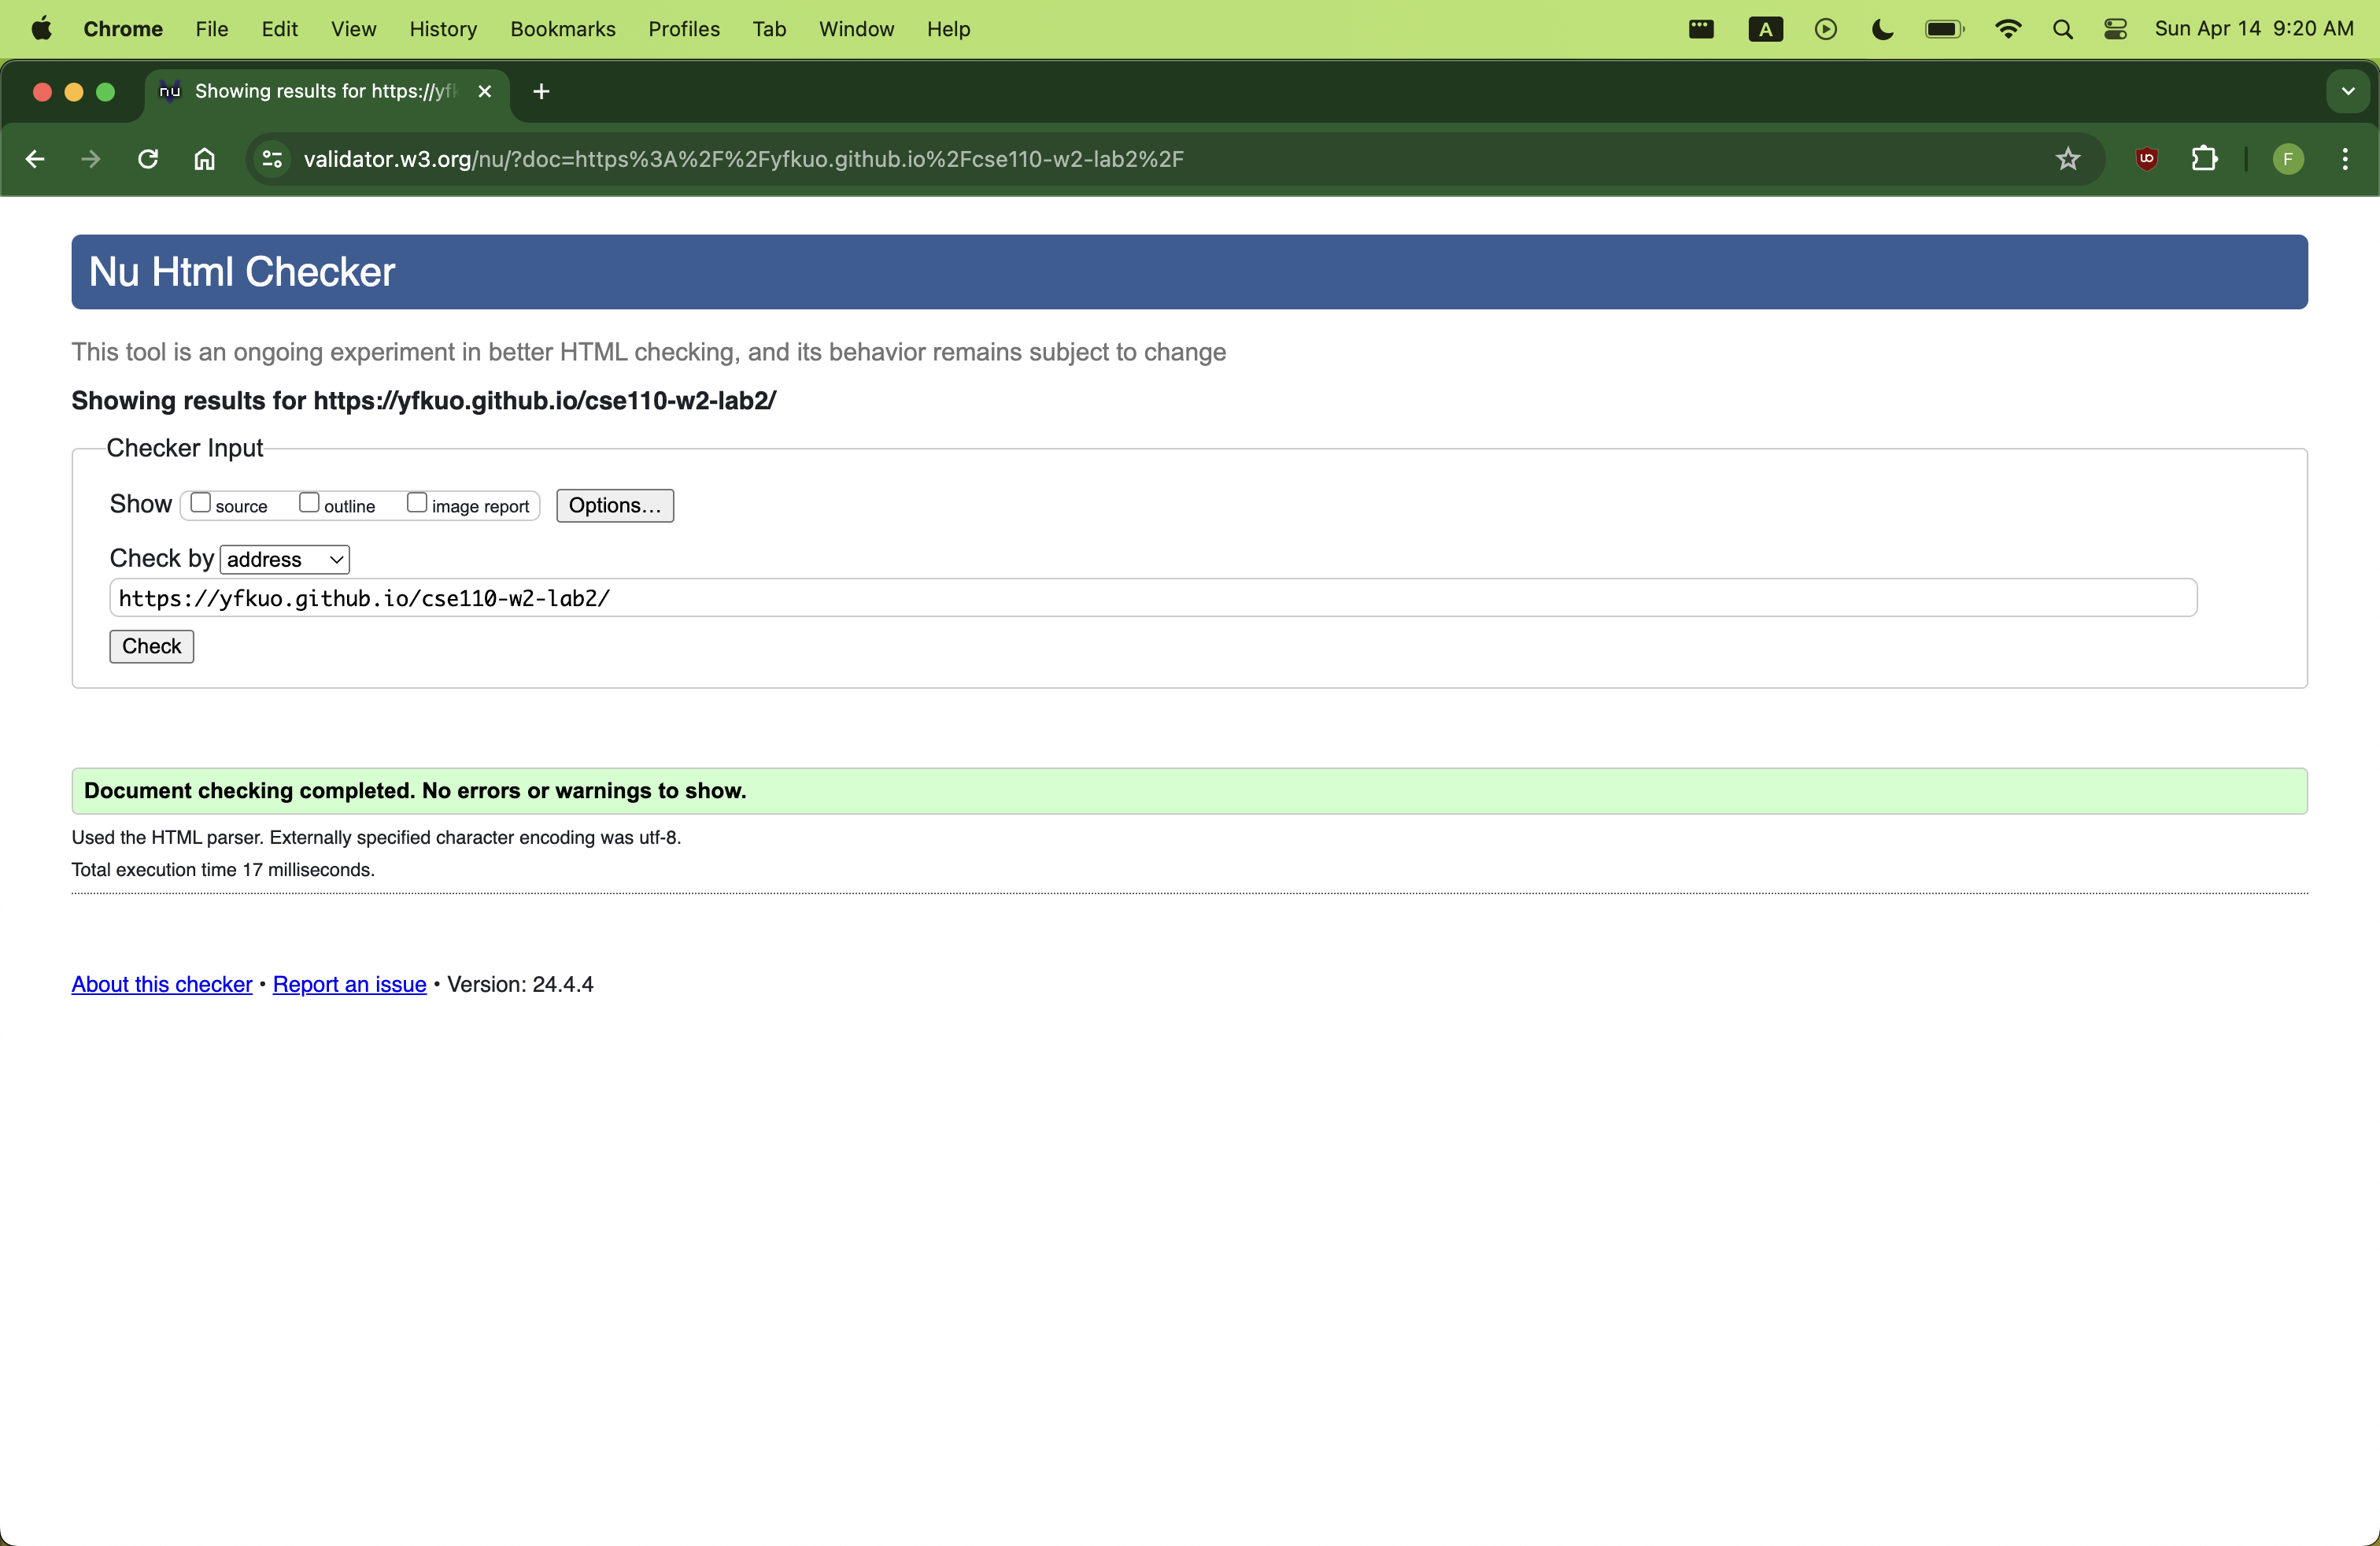 Chrome File Edit View History Bookmarks Profiles Tab Window Help A Sun Apr 14 9:20 AM
nu Showing results for https://yf
validator.w3.org/nu/?doc=https%3A%2F%2Fyfkuo.github.io%2Fcse110-w2-lab2%2F F
Nu Html Checker
This tool is an ongoing experiment in better HTML checking, and its behavior remains subject to change
Showing results for https://yfkuo.github.io/cse110-w2-lab2/
Checker Input
Show source outline image report Options...
Check by address
https://yfkuo.github.io/cse110-w2-lab2/
Check
Document checking completed. No errors or warnings to show.
Used the HTML parser. Externally specified character encoding was utf-8.
Total execution time 17 milliseconds.
About this checker • Report an issue • Version: 24.4.4